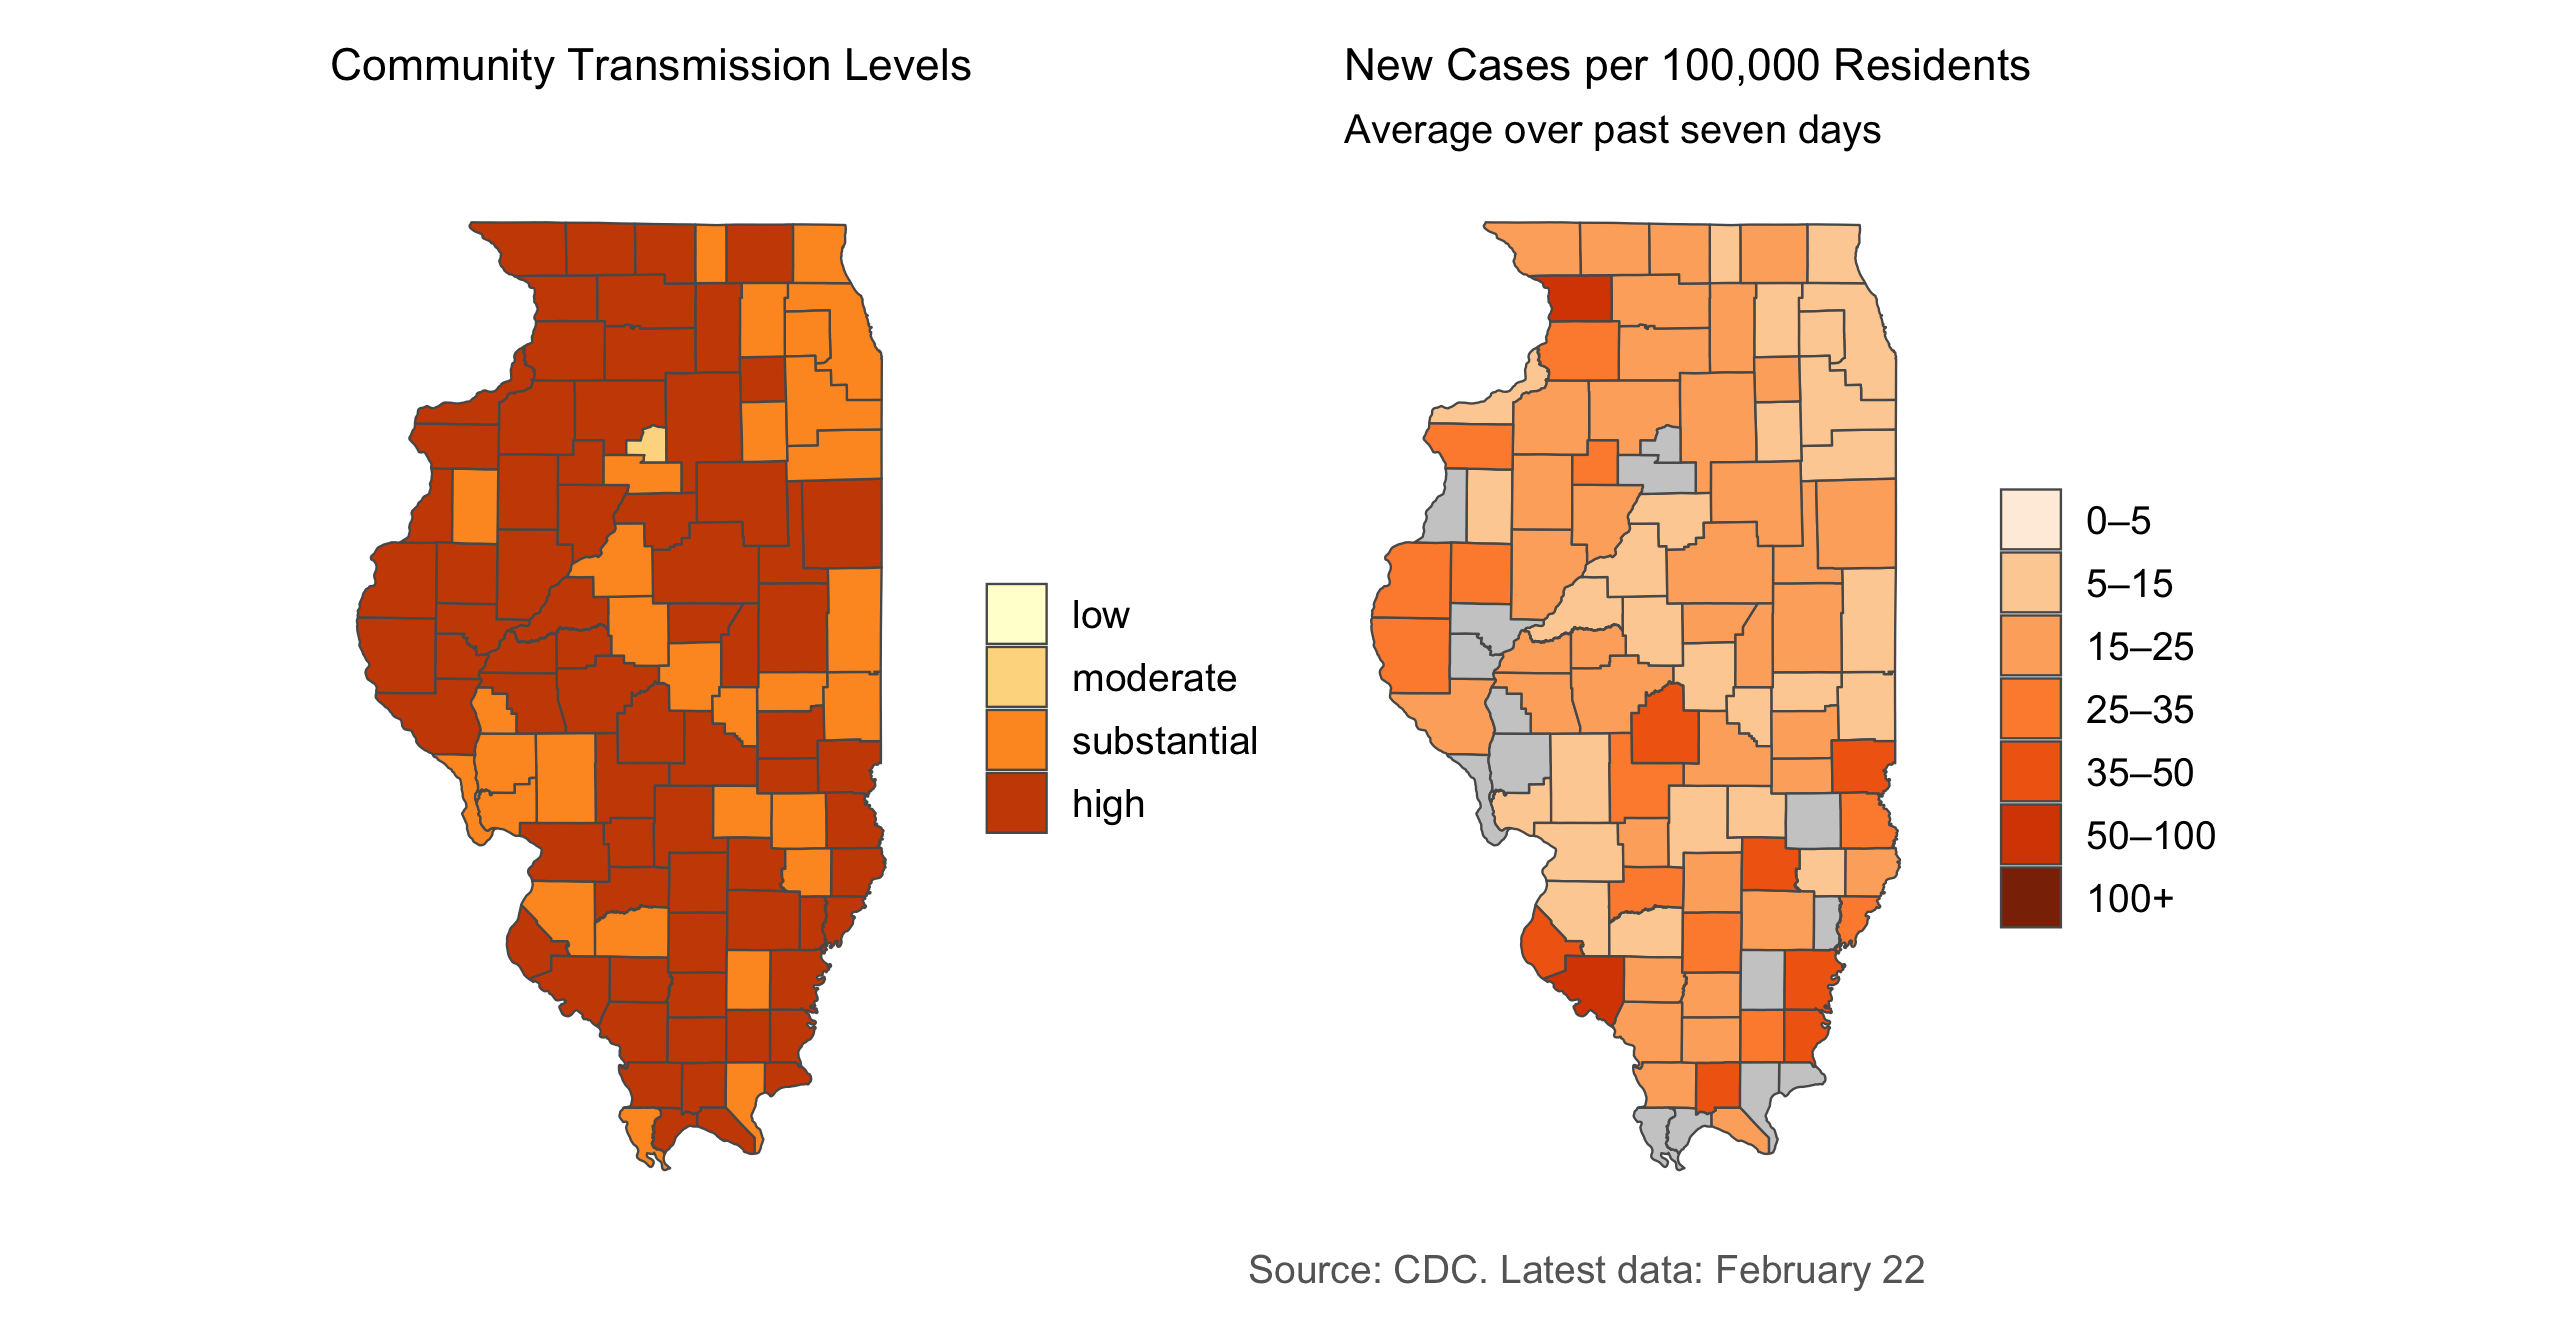 Community Transmission Levels
New Cases per 100,000 Residents
Average over past seven days
low
moderate
substantial
high
0–5
5–15
15–25
25–35
35–50
50–100
100+
Source: CDC. Latest data: February 22